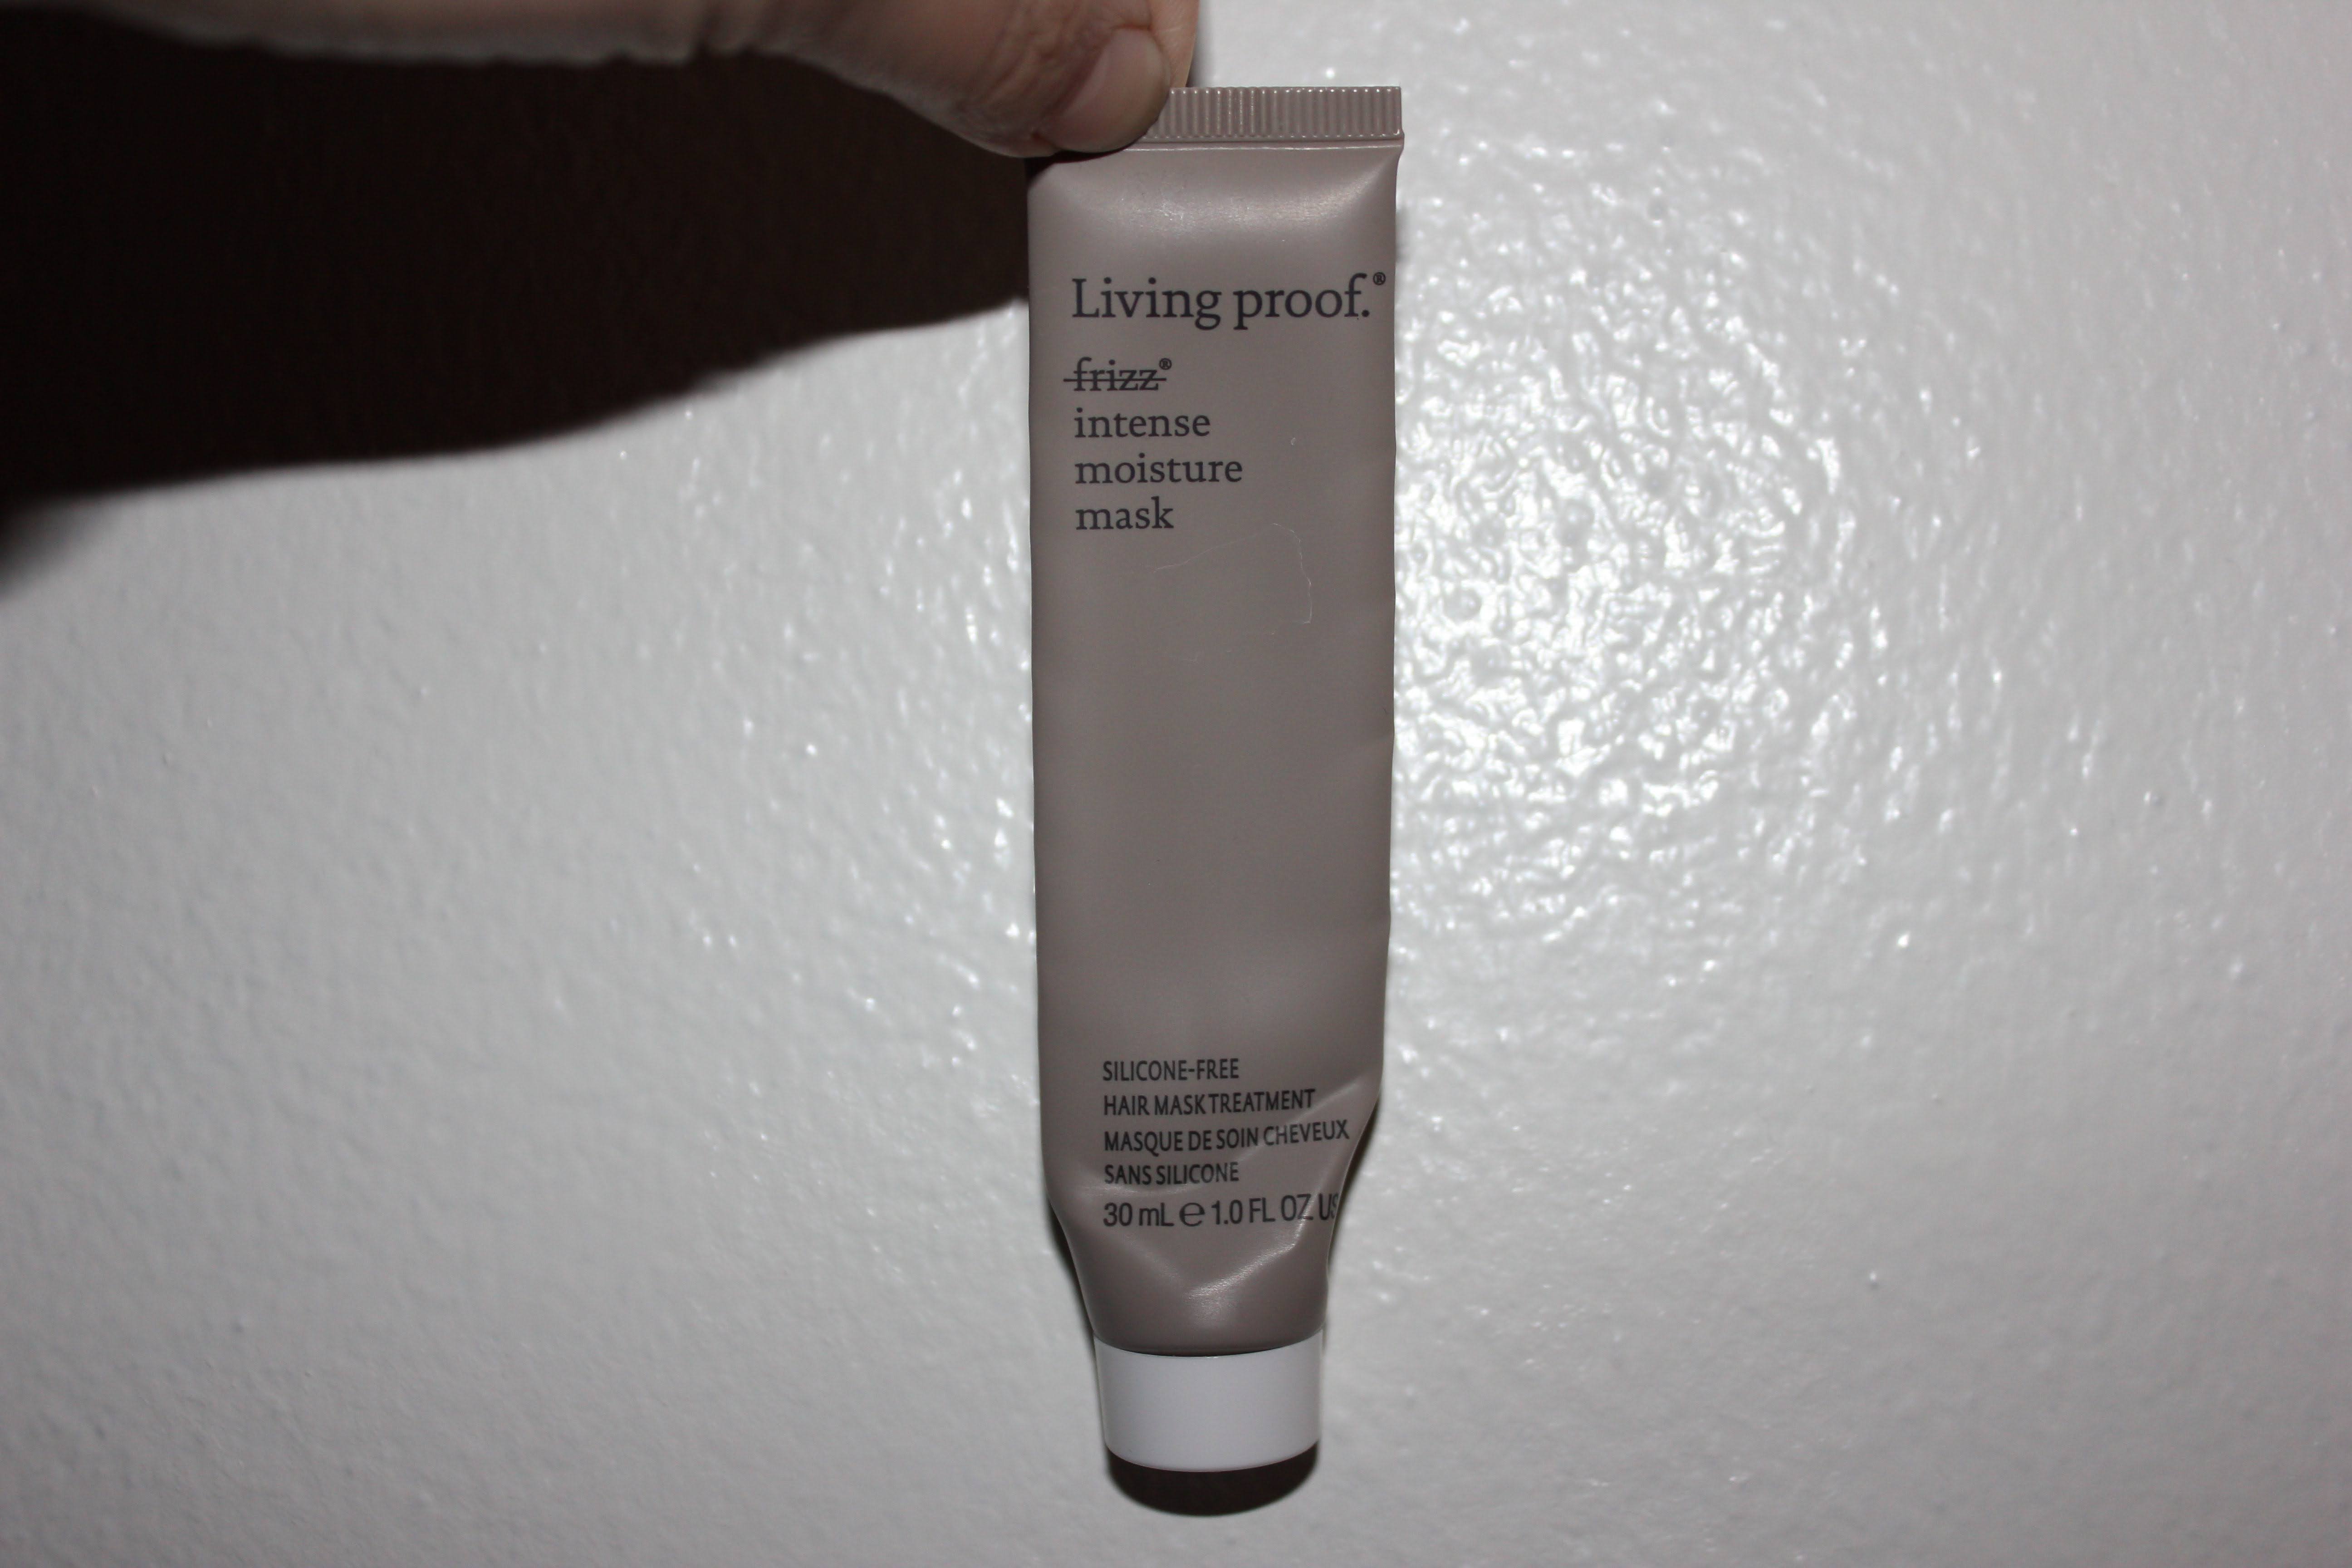 Living proof.®
frizz®
intense
moisture
mask
SILICONE-FREE
HAIR MASK TREATMENT
MASQUE DE SOIN CHEVEUX
SANS SILICONE
30 mL ℮ 1.0 FL OZ US